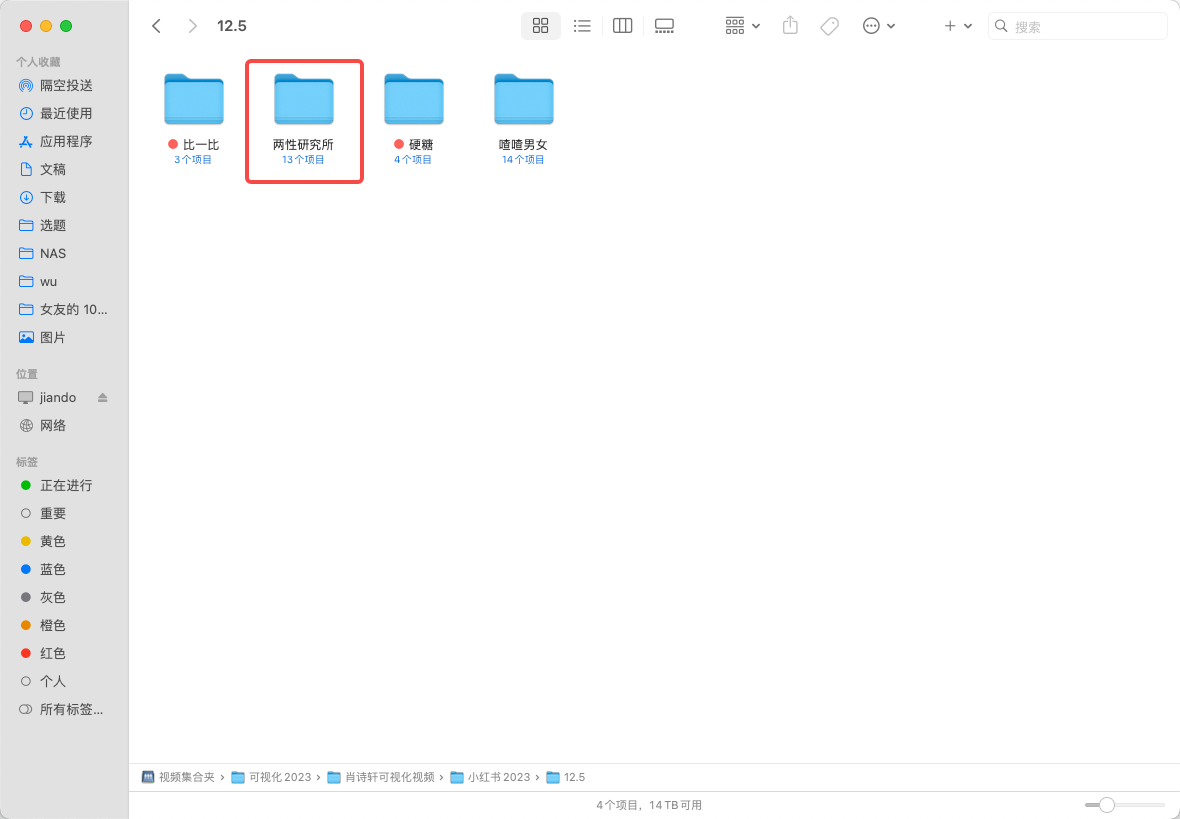 12.5
搜索
个人收藏
隔空投送
最近使用
应用程序
文稿
下载
选题
NAS
wu
女友的 10...
图片
位置
jiando
网络
标签
正在进行
重要
黄色
蓝色
灰色
橙色
红色
个人
所有标签...
比一比
3个项目
两性研究所
13个项目
硬糖
4个项目
喳喳男女
14个项目
视频集合夹 › 可视化2023 › 肖诗轩可视化视频 › 小红书2023 › 12.5
4个项目，14TB可用